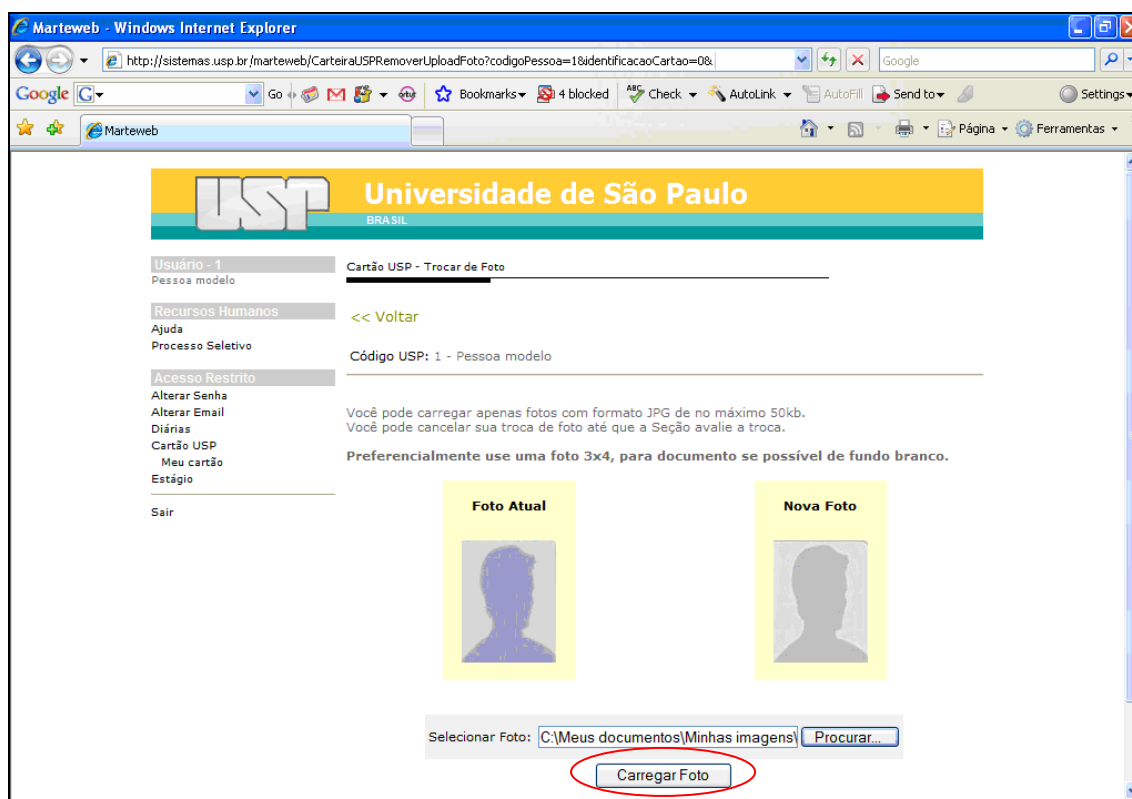 Marteweb - Windows Internet Explorer
http://sistemas.usp.br/marteweb/CarteiraUSPRemoverUploadFoto?codigoPessoa=1&identificacaoCartao=0&
Google
Google G Go Bookmarks 4 blocked ABC Check AutoLink AutoFill Send to Settings
Marteweb Página Ferramentas
USP Universidade de São Paulo
BRASIL
Usuário - 1
Pessoa modelo
Recursos Humanos
Ajuda
Processo Seletivo
Acesso Restrito
Alterar Senha
Alterar Email
Diárias
Cartão USP
Meu cartão
Estágio
Sair
Cartão USP - Trocar de Foto
<< Voltar
Código USP: 1 - Pessoa modelo
Você pode carregar apenas fotos com formato JPG de no máximo 50kb.
Você pode cancelar sua troca de foto até que a Seção avalie a troca.
Preferencialmente use uma foto 3x4, para documento se possível de fundo branco.
Foto Atual
Nova Foto
Selecionar Foto: C:\Meus documentos\Minhas imagens\ Procurar...
Carregar Foto